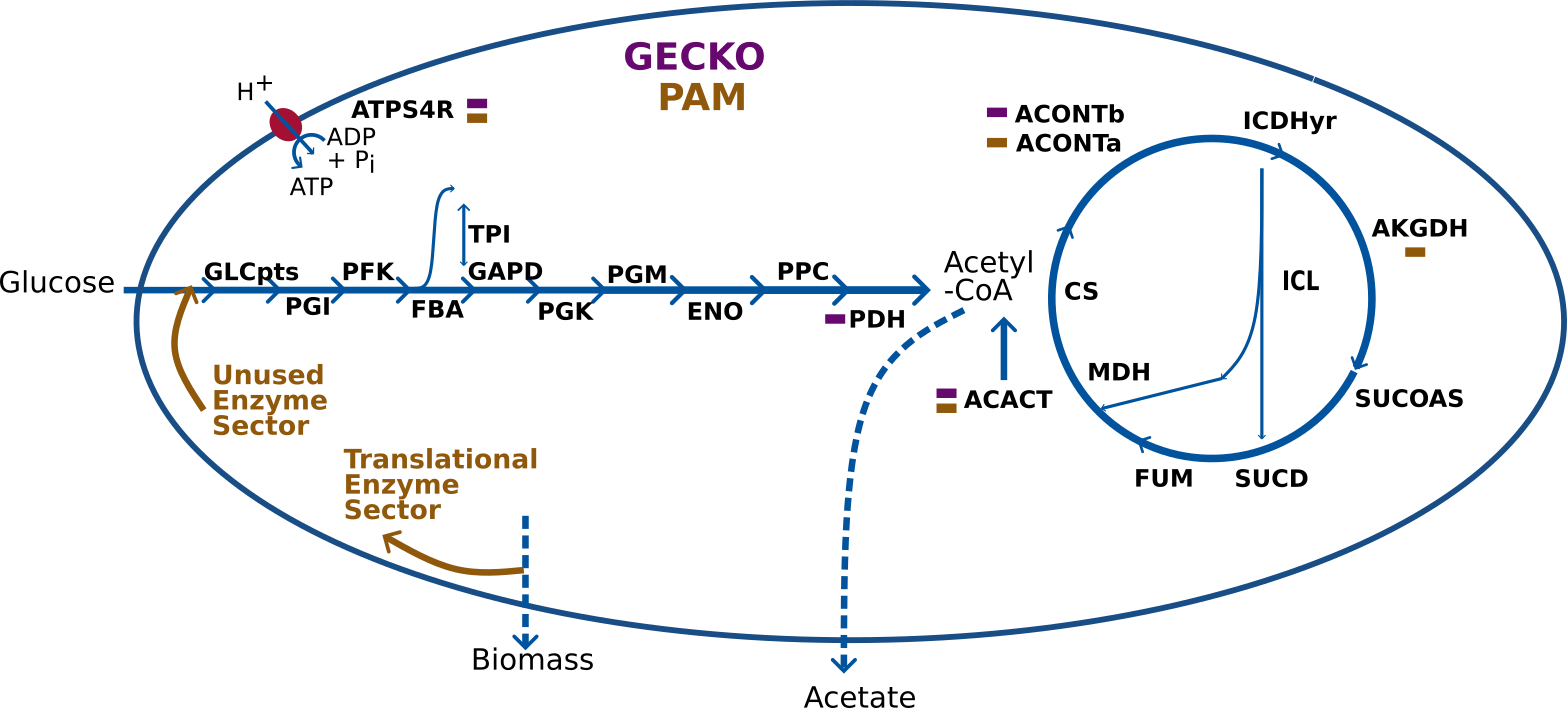 GECKO
PAM
H+
ATPS4R
ADP
+ Pi
ATP
ACONTb
ACONTa
ICDHyr
AKGDH
TPI
Glucose
GLCpts
PFK
GAPD
PGM
PPC
PGI
FBA
PGK
ENO
PDH
Acetyl
-CoA
CS
ICL
MDH
ACACT
SUCOAS
FUM
SUCD
Unused
Enzyme
Sector
Translational
Enzyme
Sector
Biomass
Acetate